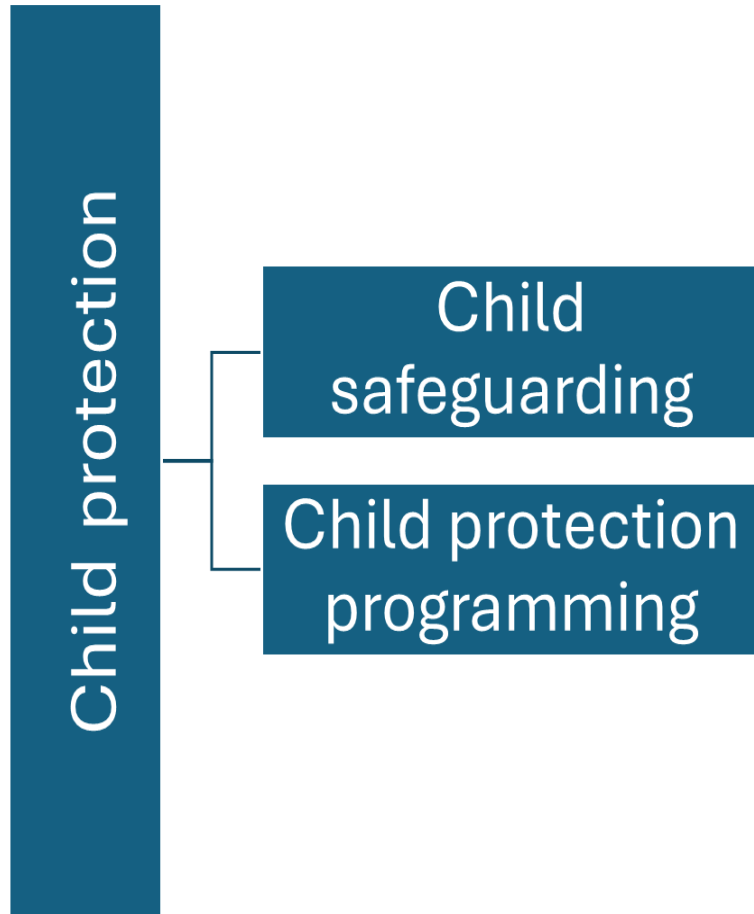 Child protection
Child
safeguarding
Child protection
programming